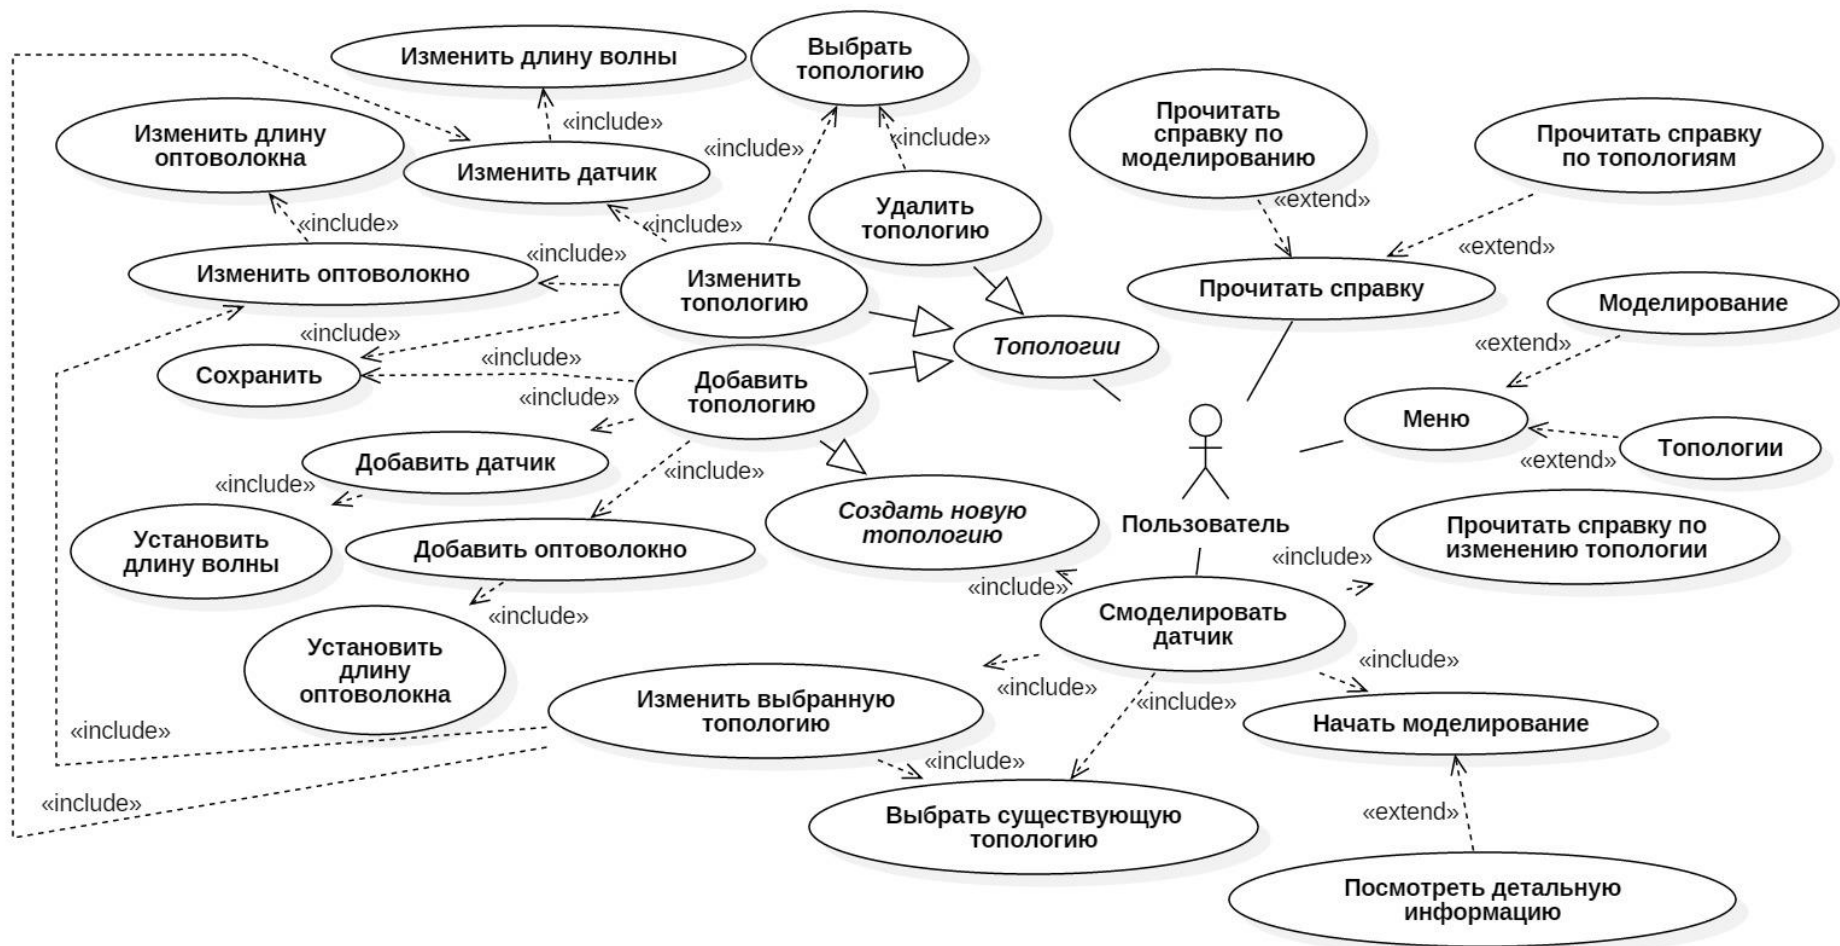 Изменить длину волны
Выбрать
топологию
«include»
«include»
«include»
Изменить длину
оптоволокна
Изменить датчик
Прочитать
справку по
моделированию
Прочитать справку
по топологиям
«extend»
«extend»
Удалить
топологию
«include»
«include»
«include»
Изменить оптоволокно
Изменить
топологию
Прочитать справку
Моделирование
«extend»
«include»
«include»
Топологии
Сохранить
Добавить
топологию
«include»
Меню
Топологии
«extend»
Добавить датчик
«include»
«include»
Создать новую
топологию
Пользователь
Прочитать справку по
изменению топологии
«include»
Установить
длину волны
Добавить оптоволокно
«include»
«include»
Смоделировать
датчик
Установить
длину
оптоволокна
«include»
«include»
«include»
Изменить выбранную
топологию
Начать моделирование
«include»
«include»
«include»
Выбрать существующую
топологию
«extend»
Посмотреть детальную
информацию